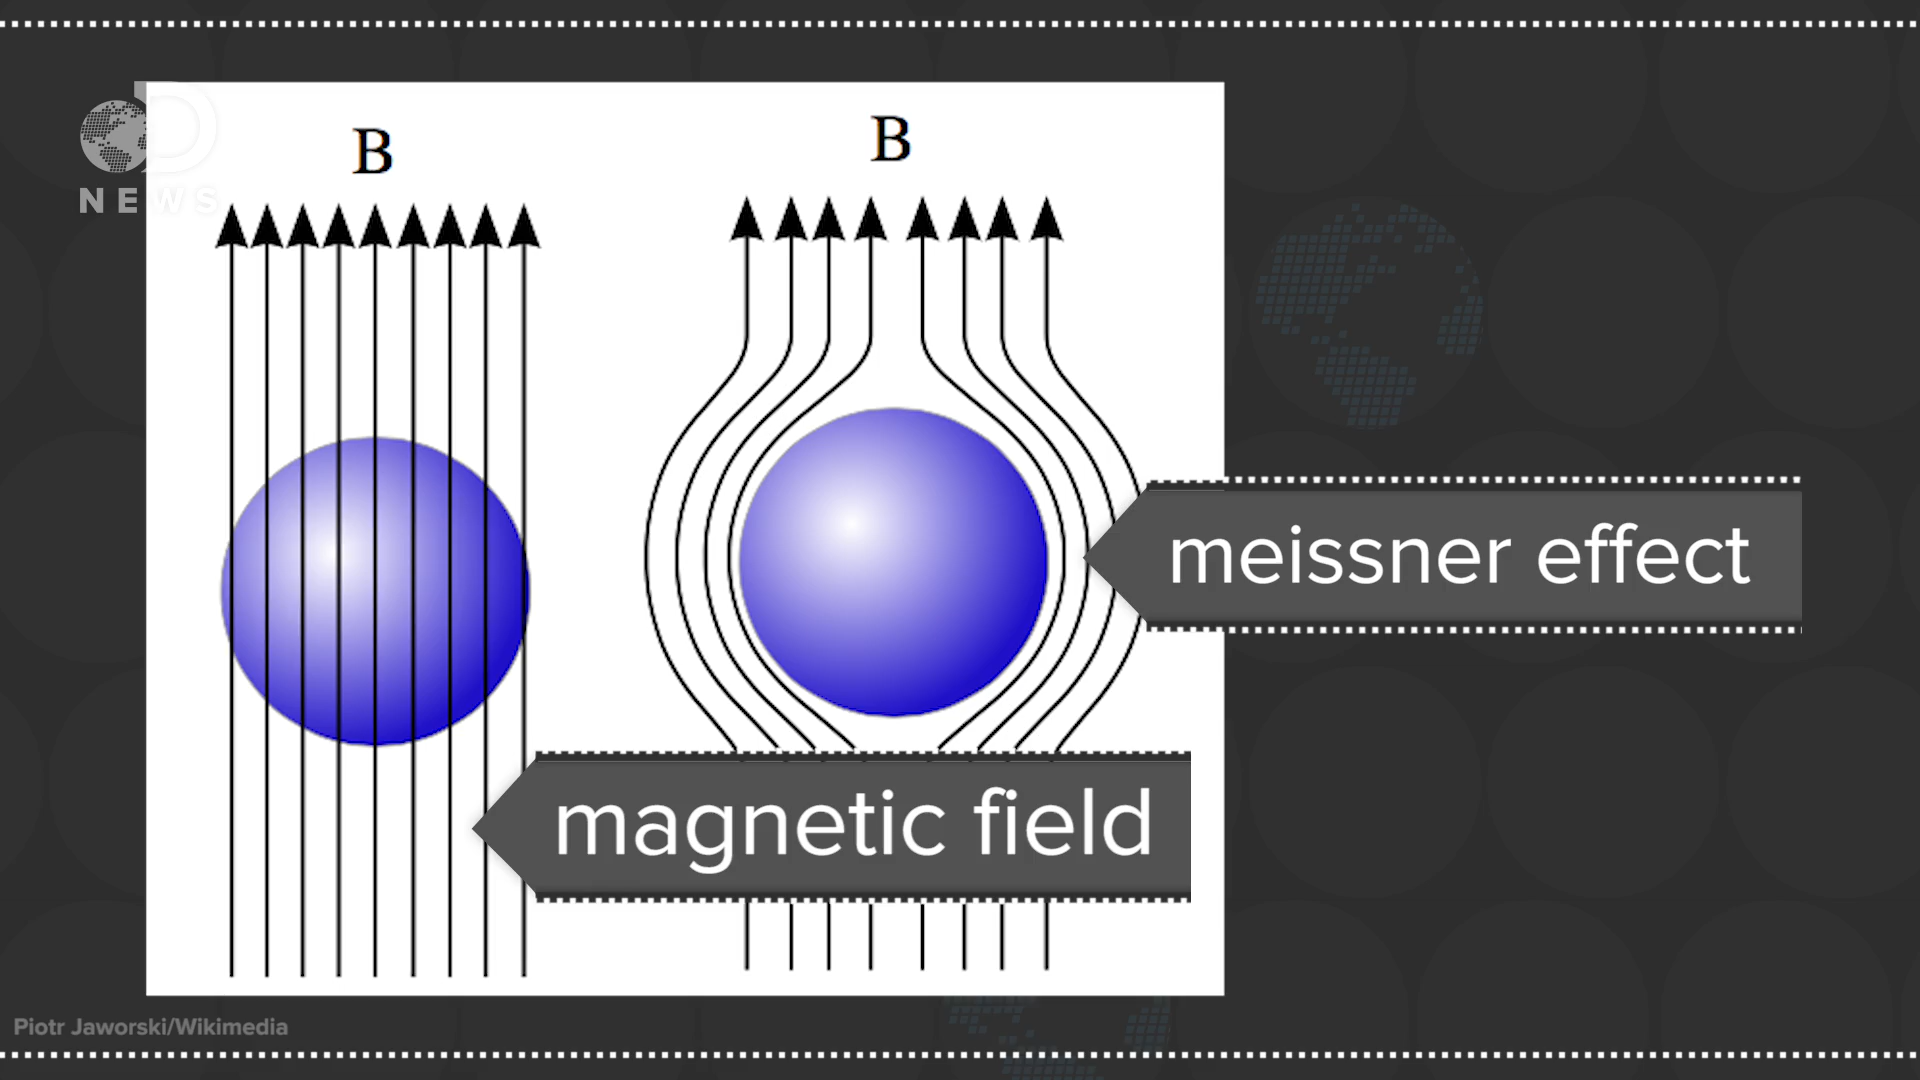 D
NEWS
B
B
meissner effect
magnetic field
Piotr Jaworski/Wikimedia